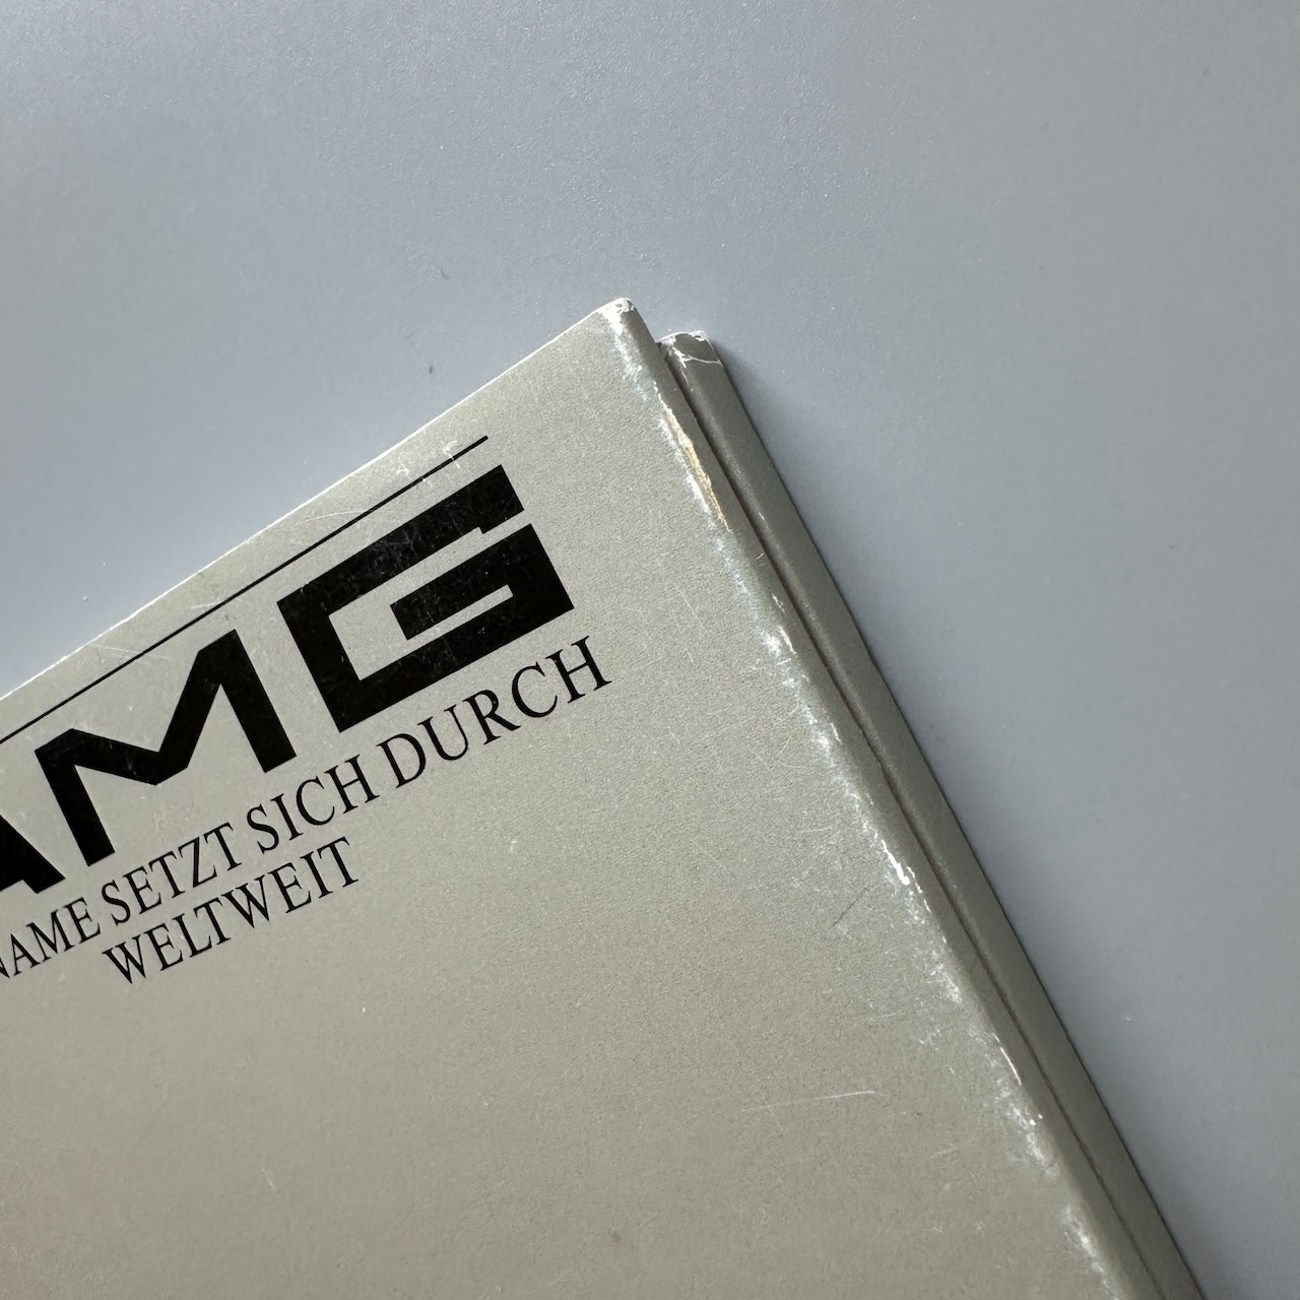 AMG
NAME SETZT SICH DURCH
WELTWEIT